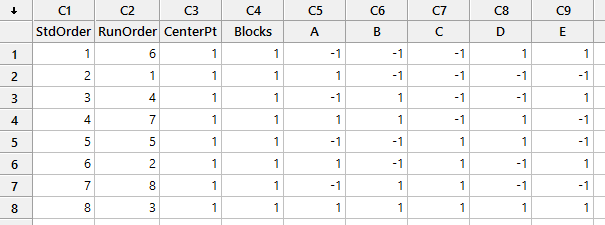 ↓ C1 C2 C3 C4 C5 C6 C7 C8 C9
StdOrder RunOrder CenterPt Blocks A B C D E
1 1 6 1 1 -1 -1 -1 1 1
2 2 1 1 1 1 -1 -1 -1 -1
3 3 4 1 1 -1 1 -1 -1 1
4 4 7 1 1 1 1 -1 1 -1
5 5 5 1 1 -1 -1 1 1 -1
6 6 2 1 1 1 -1 1 -1 1
7 7 8 1 1 -1 1 1 -1 -1
8 8 3 1 1 1 1 1 1 1